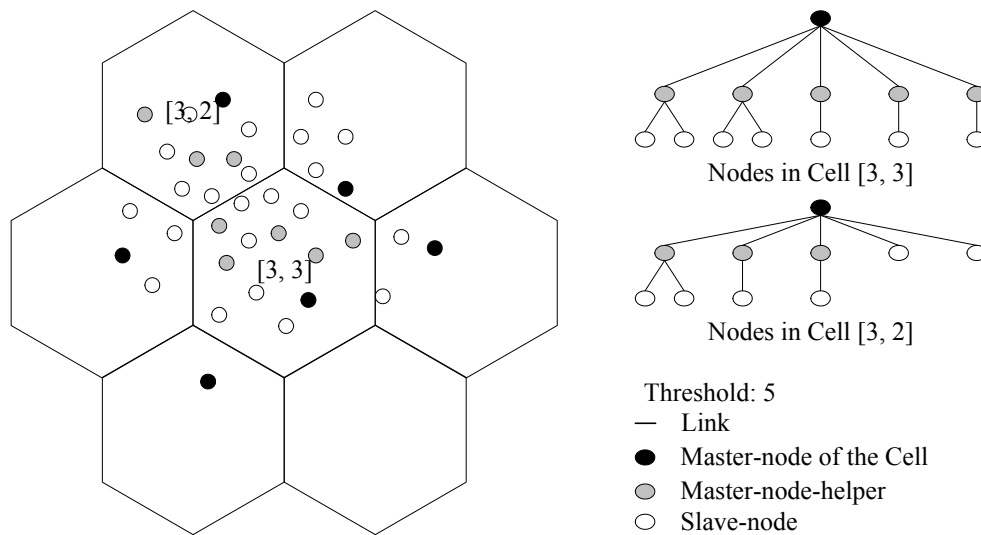 [3, 2]
[3, 3]
Nodes in Cell [3, 3]
Nodes in Cell [3, 2]
Threshold: 5
Link
Master-node of the Cell
Master-node-helper
Slave-node